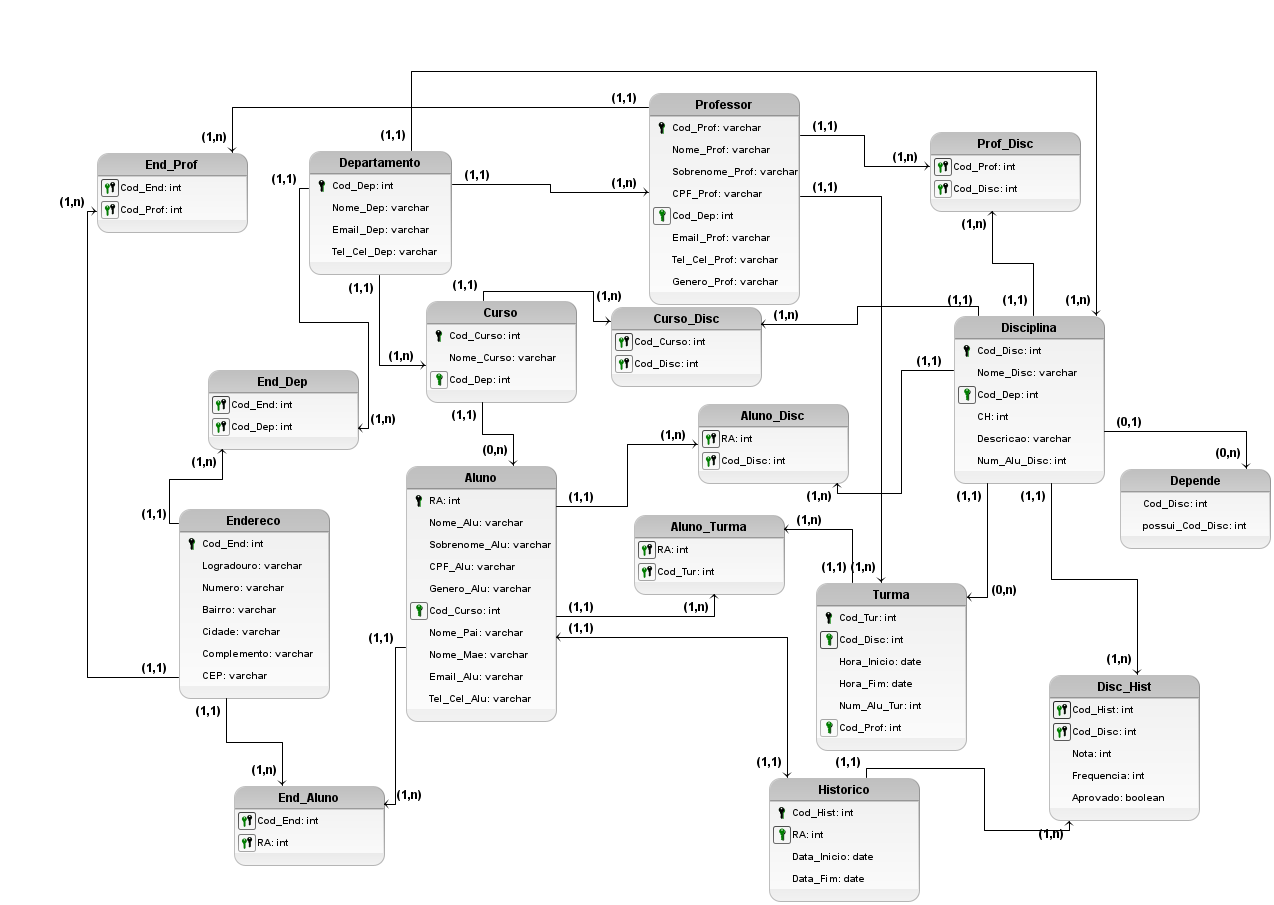 (1,1)
Professor
Cod_Prof: varchar
Nome_Prof: varchar
Sobrenome_Prof: varchar
CPF_Prof: varchar
Cod_Dep: int
Email_Prof: varchar
Tel_Cel_Prof: varchar
Genero_Prof: varchar
(1,1)
(1,n)
Prof_Disc
Cod_Prof: int
Cod_Disc: int
(1,n)
(1,1)
(1,n)
End_Prof
Cod_End: int
Cod_Prof: int
(1,n)
(1,1)
Departamento
Cod_Dep: int
Nome_Dep: varchar
Email_Dep: varchar
Tel_Cel_Dep: varchar
(1,1)
(1,1)
(1,n)
(1,1)
(1,n)
(1,1)
Curso
Cod_Curso: int
Nome_Curso: varchar
Cod_Dep: int
(1,1)
(1,n)
Curso_Disc
Cod_Curso: int
Cod_Disc: int
(1,n)
(1,1)
(1,1)
(1,n)
Disciplina
Cod_Disc: int
Nome_Disc: varchar
Cod_Dep: int
CH: int
Descricao: varchar
Num_Alu_Disc: int
(1,1)
(0,1)
(0,n)
Depende
Cod_Disc: int
possui_Cod_Disc: int
End_Dep
Cod_End: int
Cod_Dep: int
(1,n)
(1,n)
(1,1)
Endereco
Cod_End: int
Logradouro: varchar
Numero: varchar
Bairro: varchar
Cidade: varchar
Complemento: varchar
CEP: varchar
(1,1)
(1,1)
(1,n)
(0,n)
Aluno
RA: int
Nome_Alu: varchar
Sobrenome_Alu: varchar
CPF_Alu: varchar
Genero_Alu: varchar
Cod_Curso: int
Nome_Pai: varchar
Nome_Mae: varchar
Email_Alu: varchar
Tel_Cel_Alu: varchar
(1,1)
(1,1)
(1,1)
(1,1)
(1,n)
(1,n)
Aluno_Disc
RA: int
Cod_Disc: int
(1,n)
Aluno_Turma
RA: int
Cod_Tur: int
(1,n)
(1,n)
(1,1)
(1,n)
Turma
Cod_Tur: int
Cod_Disc: int
Hora_Inicio: date
Hora_Fim: date
Num_Alu_Tur: int
Cod_Prof: int
(0,n)
(1,1)
(1,1)
(1,n)
Disc_Hist
Cod_Hist: int
Cod_Disc: int
Nota: int
Frequencia: int
Aprovado: boolean
(1,n)
End_Aluno
Cod_End: int
RA: int
(1,1)
(1,1)
Historico
Cod_Hist: int
RA: int
Data_Inicio: date
Data_Fim: date